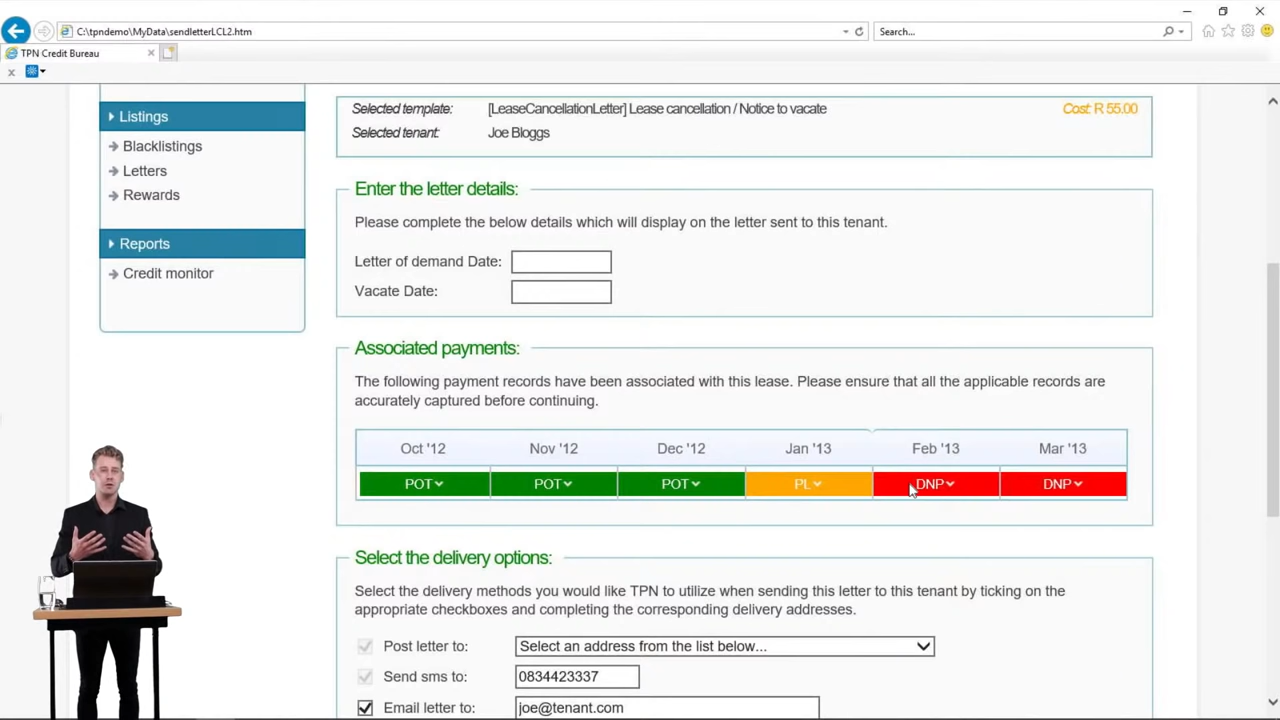 C:\tpndemo\MyData\sendletterLCL2.htm
Search...
TPN Credit Bureau
Listings
Blacklistings
Letters
Rewards
Reports
Credit monitor
Selected template: [LeaseCancellationLetter] Lease cancellation / Notice to vacate Cost: R 55.00
Selected tenant: Joe Bloggs
Enter the letter details:
Please complete the below details which will display on the letter sent to this tenant.
Letter of demand Date:
Vacate Date:
Associated payments:
The following payment records have been associated with this lease. Please ensure that all the applicable records are
accurately captured before continuing.
Oct '12 Nov '12 Dec '12 Jan '13 Feb '13 Mar '13
POT POT POT PL DNP DNP
Select the delivery options:
Select the delivery methods you would like TPN to utilize when sending this letter to this tenant by ticking on the
appropriate checkboxes and completing the corresponding delivery addresses.
Post letter to: Select an address from the list below...
Send sms to: 0834423337
Email letter to: joe@tenant.com